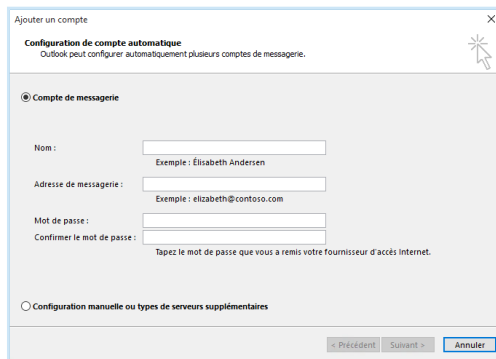 Ajouter un compte
Configuration de compte automatique
Outlook peut configurer automatiquement plusieurs comptes de messagerie.
Compte de messagerie
Nom :
Exemple : Élisabeth Andersen
Adresse de messagerie :
Exemple : elizabeth@contoso.com
Mot de passe :
Confirmer le mot de passe :
Tapez le mot de passe que vous a remis votre fournisseur d'accès Internet.
Configuration manuelle ou types de serveurs supplémentaires
< Précédent Suivant > Annuler